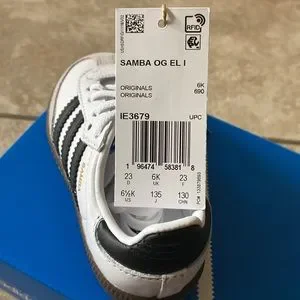 RFID
SAMBA OG EL I
ORIGINALS 6K
ORIGINALS 690
IE3679 UPC
1 96474 58381 8
23 6K 23
D UK F
6½K 135 130
US J CHN